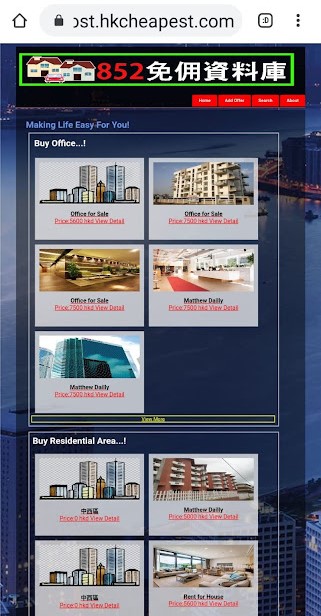 ost.hkcheapest.com
:D
852免佣資料庫
Home
Add Offer
Search
About
Making Life Easy For You!
Buy Office...!
Office for Sale
Price:5600 hkd View Detail
Office for Sale
Price:7500 hkd View Detail
Office for Sale
Price:7500 hkd View Detail
Matthew Dailly
Price:7500 hkd View Detail
Matthew Dailly
Price:7500 hkd View Detail
View More
Buy Residential Area...!
中西區
Price:0 hkd View Detail
Matthew Dailly
Price:5000 hkd View Detail
中西區
Price:0 hkd View Detail
Rent for House
Price:5600 hkd View Detail